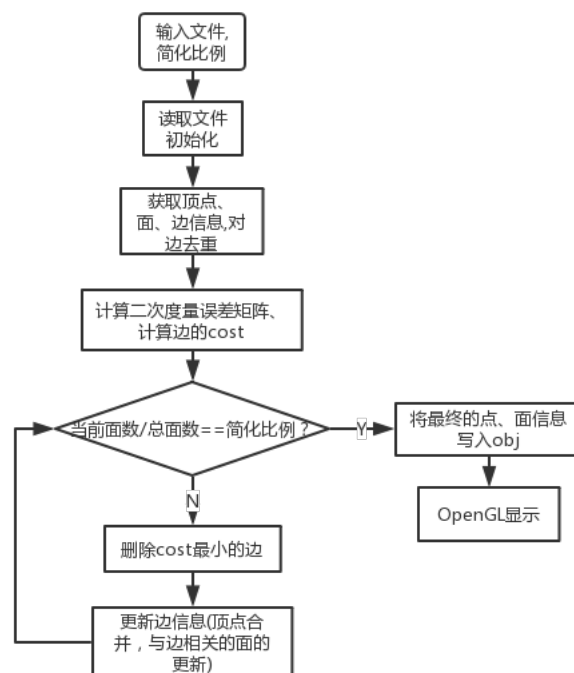 输入文件,
简化比例
读取文件
初始化
获取顶点、
面、边信息,对
边去重
计算二次度量误差矩阵、
计算边的cost
当前面数/总面数==简化比例？
Y
将最终的点、面信息
写入obj
OpenGL显示
N
删除cost最小的边
更新边信息(顶点合
并，与边相关的面的
更新)